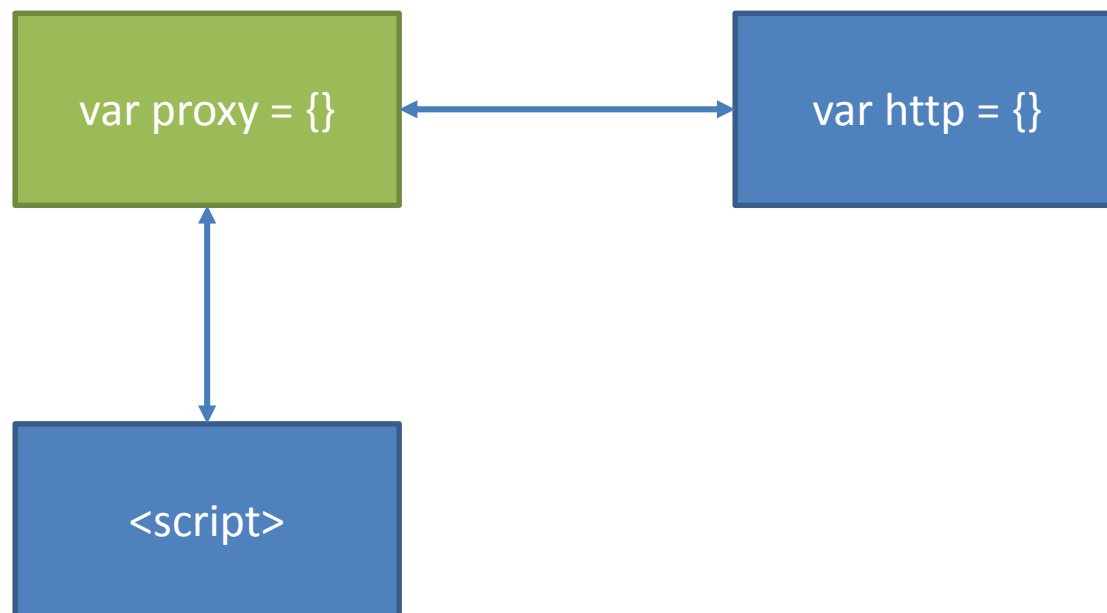 var proxy = {}
var http = {}
<script>